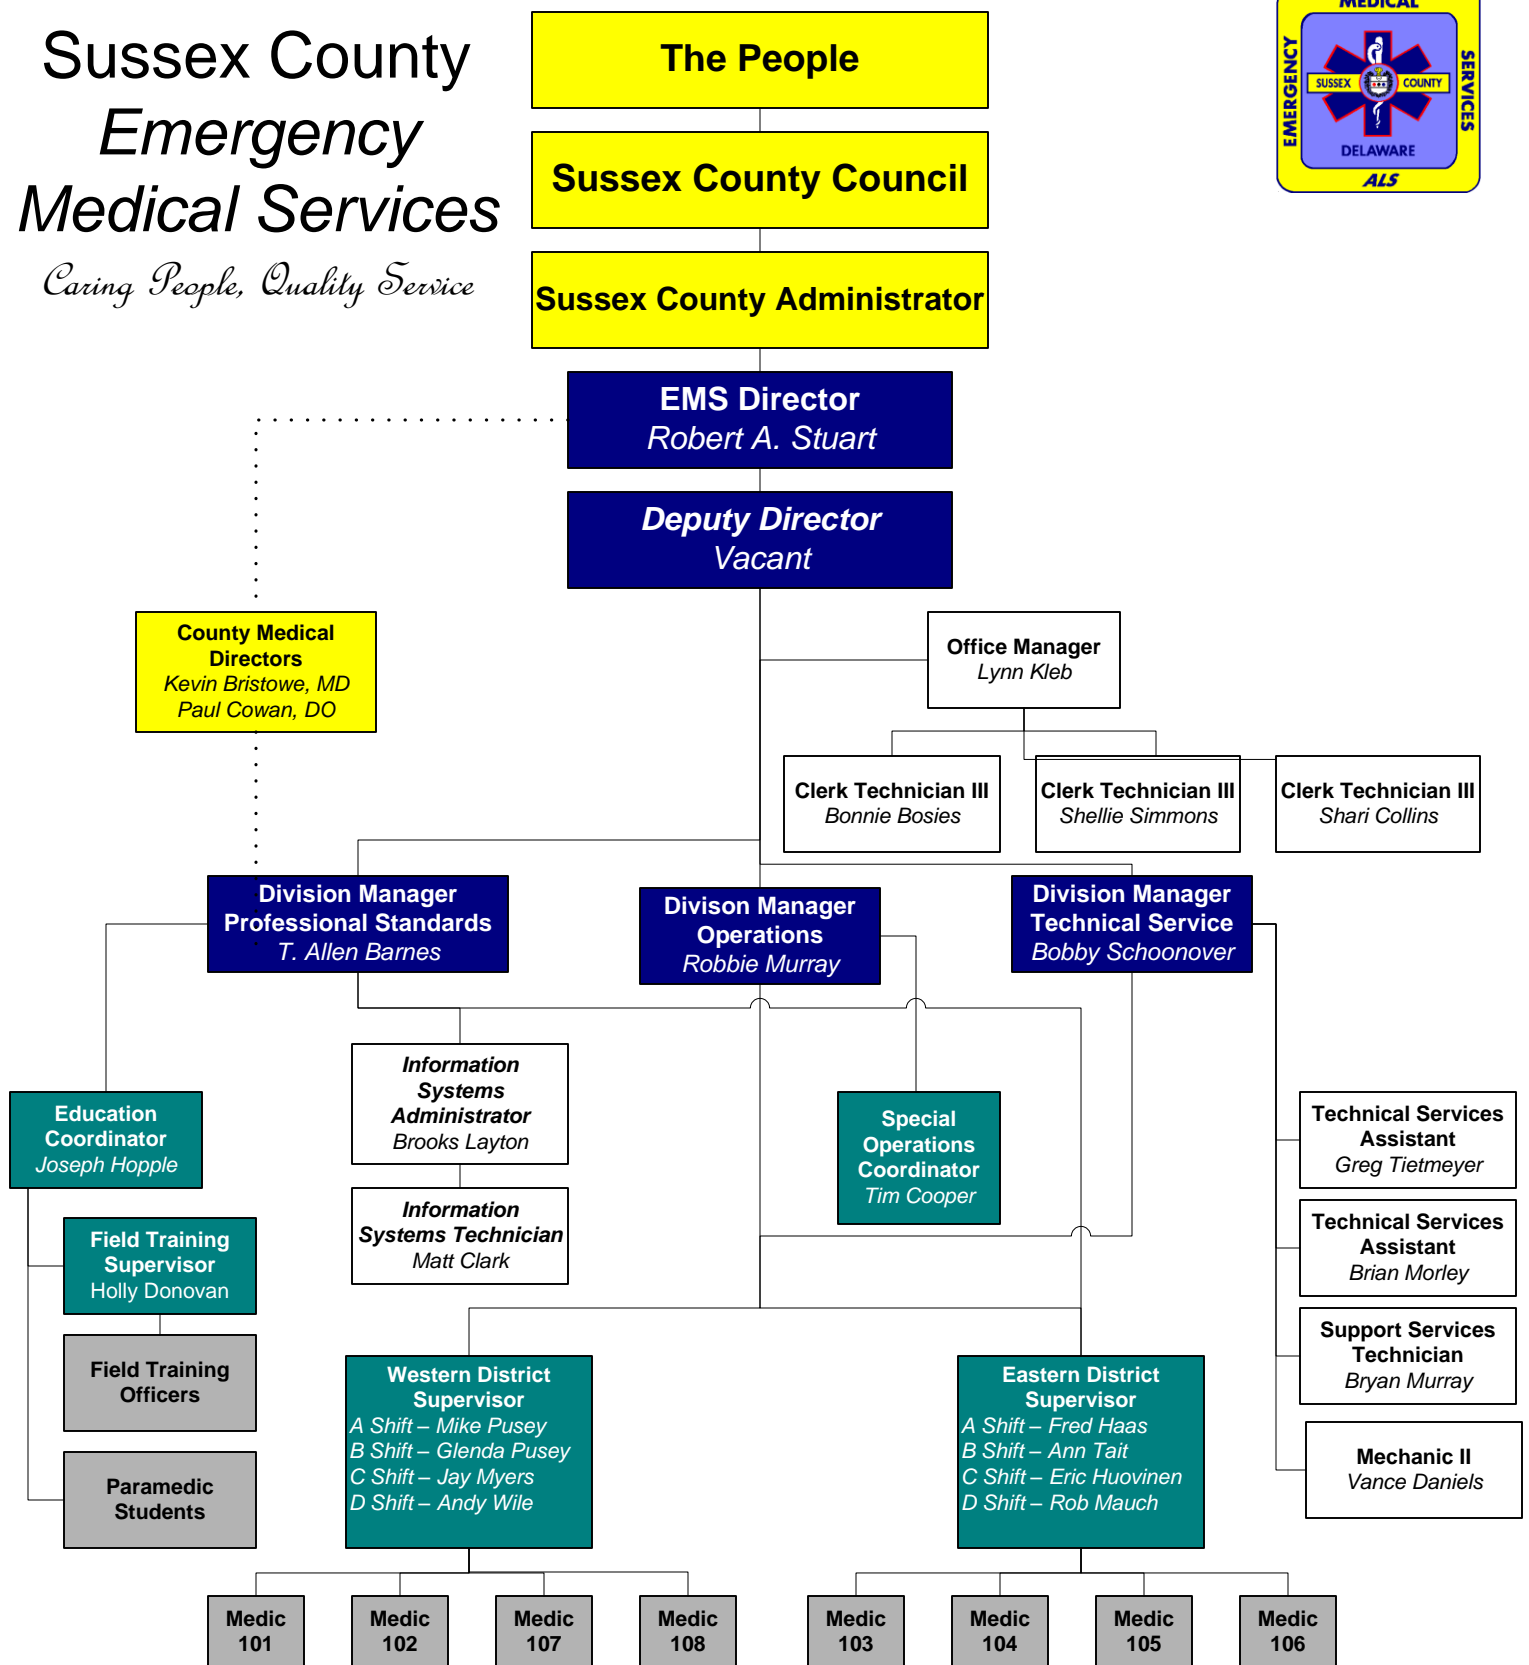 Sussex County
Emergency
Medical Services
Caring People, Quality Service
MEDICAL
EMERGENCY
SERVICES
SUSSEX
COUNTY
DELAWARE
ALS
The People
Sussex County Council
Sussex County Administrator
EMS Director
Robert A. Stuart
Deputy Director
Vacant
County Medical
Directors
Kevin Bristowe, MD
Paul Cowan, DO
Office Manager
Lynn Kleb
Clerk Technician III
Bonnie Bosies
Clerk Technician III
Shellie Simmons
Clerk Technician III
Shari Collins
Division Manager
Professional Standards
T. Allen Barnes
Divison Manager
Operations
Robbie Murray
Division Manager
Technical Service
Bobby Schoonover
Information
Systems
Administrator
Brooks Layton
Education
Coordinator
Joseph Hopple
Special
Operations
Coordinator
Tim Cooper
Technical Services
Assistant
Greg Tietmeyer
Information
Systems Technician
Matt Clark
Technical Services
Assistant
Brian Morley
Field Training
Supervisor
Holly Donovan
Support Services
Technician
Bryan Murray
Field Training
Officers
Western District
Supervisor
A Shift – Mike Pusey
B Shift – Glenda Pusey
C Shift – Jay Myers
D Shift – Andy Wile
Eastern District
Supervisor
A Shift – Fred Haas
B Shift – Ann Tait
C Shift – Eric Huovinen
D Shift – Rob Mauch
Mechanic II
Vance Daniels
Paramedic
Students
Medic
101
Medic
102
Medic
107
Medic
108
Medic
103
Medic
104
Medic
105
Medic
106